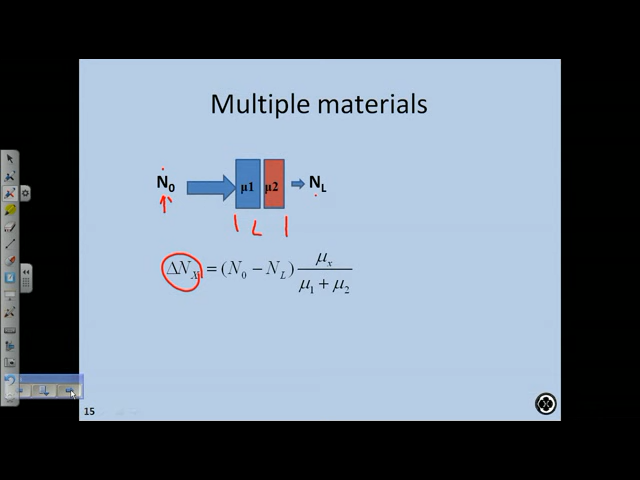 Multiple materials
N₀ μ1 μ2 N_L
L
ΔN_x = (N₀ − N_L) μ_x / (μ₁ + μ₂)
15